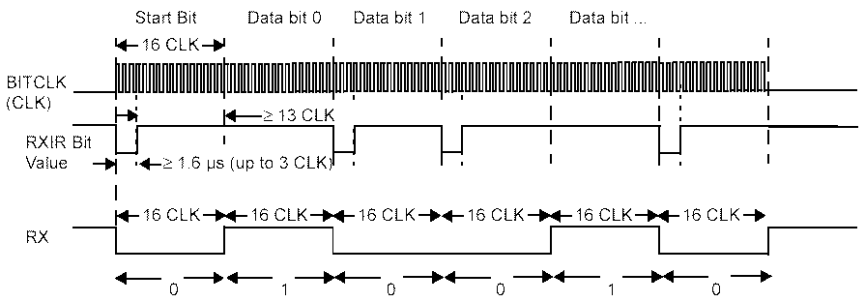 Start Bit Data bit 0 Data bit 1 Data bit 2 Data bit ...
16 CLK
BITCLK
(CLK)
≥ 13 CLK
RXIR Bit
Value
≥ 1.6 μs (up to 3 CLK)
16 CLK 16 CLK 16 CLK 16 CLK 16 CLK 16 CLK
RX
0 1 0 0 1 0